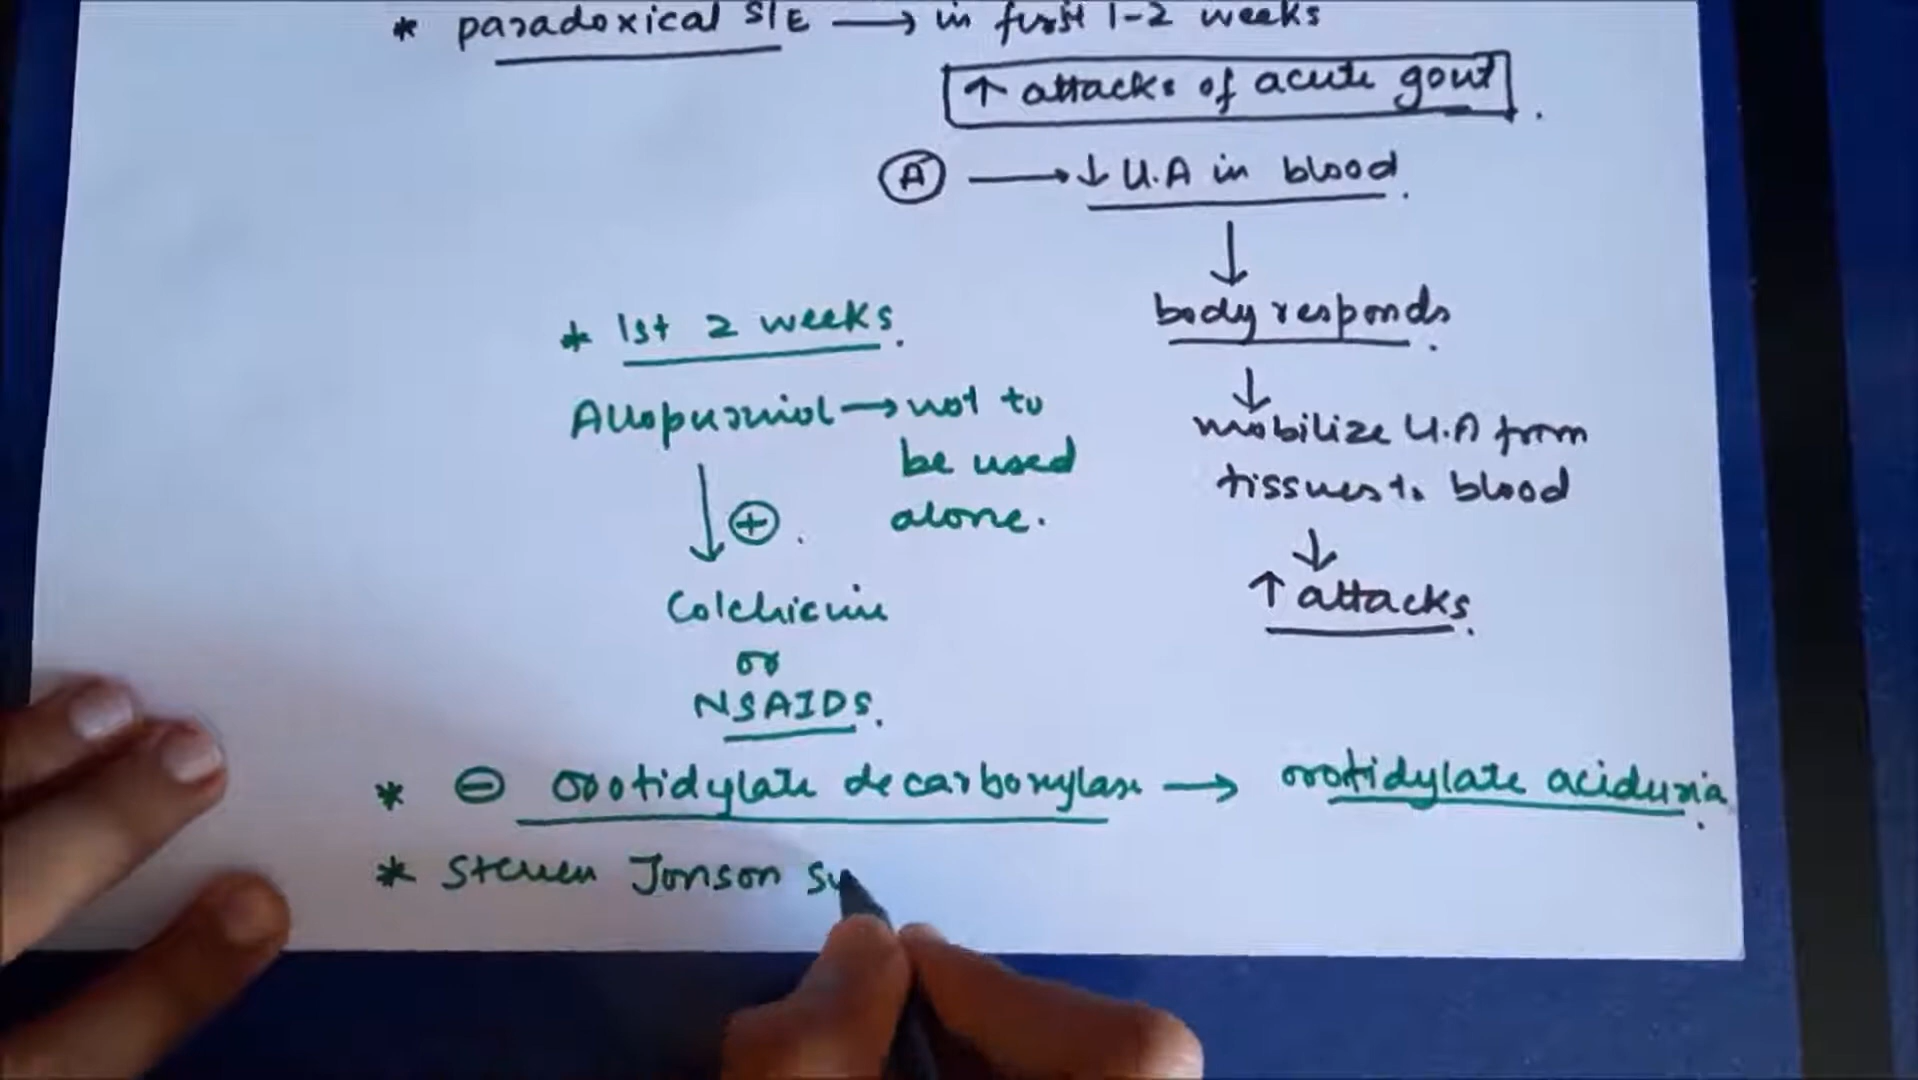 * paradoxical S/E → in first 1-2 weeks
↑ attacks of acute gout.
Ⓐ → ↓ U.A in blood.
↓
body responds.
↓
mobilize U.A from
tissues to blood
↓
↑ attacks.
* 1st 2 weeks.
Allopurniol → not to
be used
alone.
↓ ⊕.
Colchicine
or
NSAIDS.
* ⊖ orotidylate decarboxylase → orotidylate aciduria.
* Steven Jonson Sy